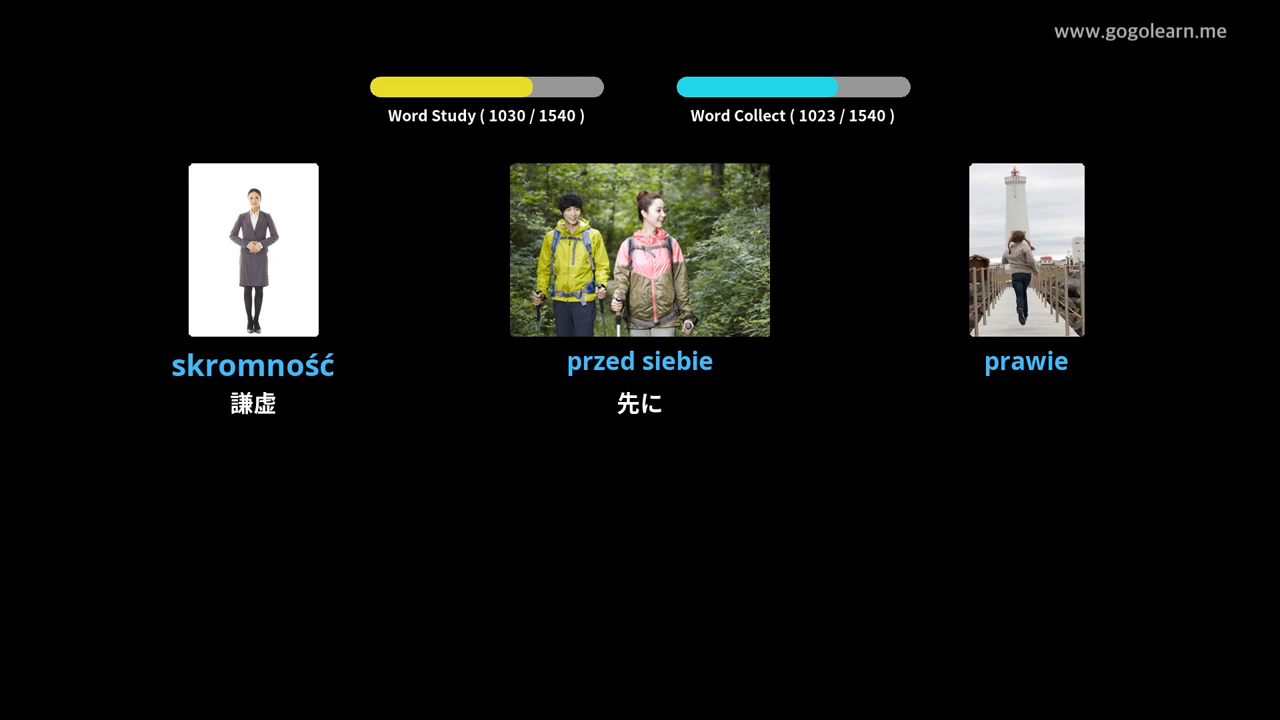 www.gogolearn.me
Word Study ( 1030 / 1540 )
Word Collect ( 1023 / 1540 )
skromność
謙虚
przed siebie
先に
prawie